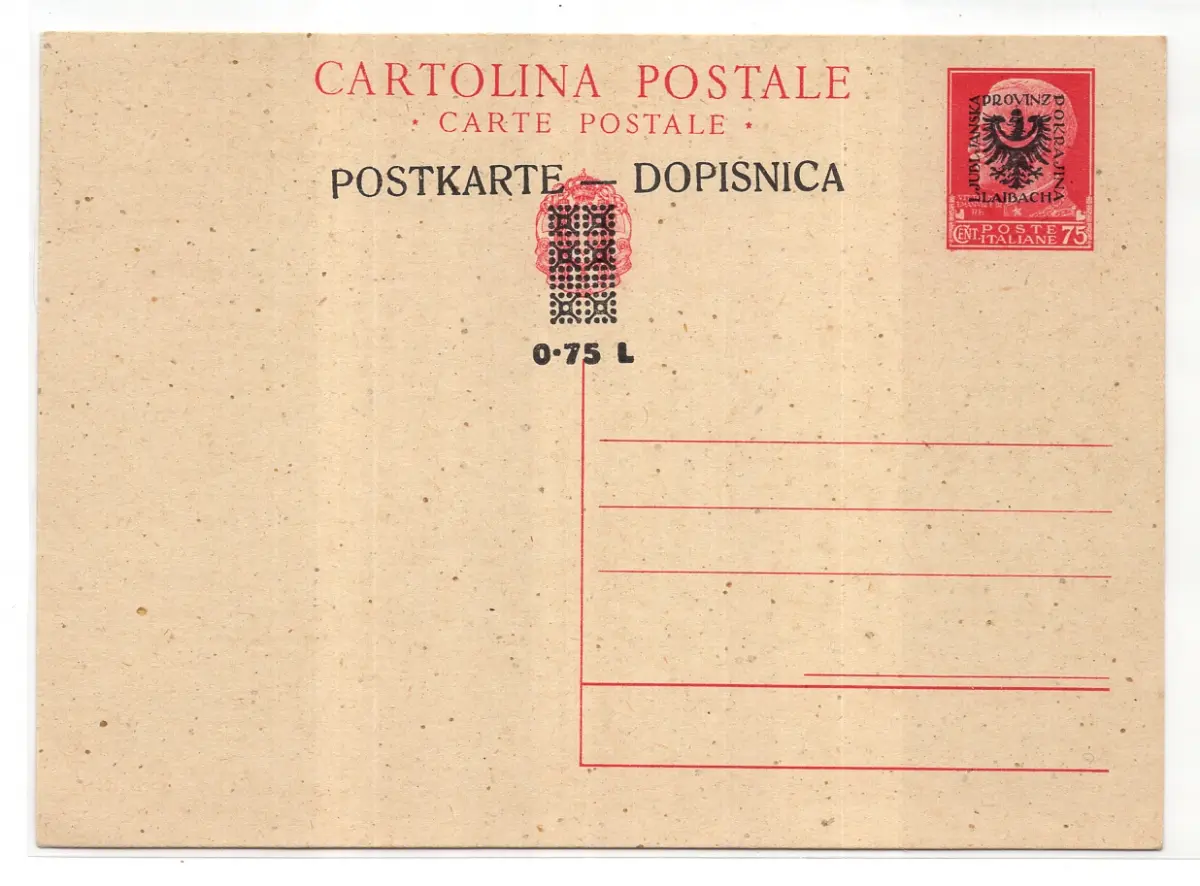 CARTOLINA POSTALE
* CARTE POSTALE *
POSTKARTE — DOPISNICA
0·75 L
PROVINZ
LJUBLJANSKA
POKRAJINA
LAIBACH
CENT. POSTE
ITALIANE 75